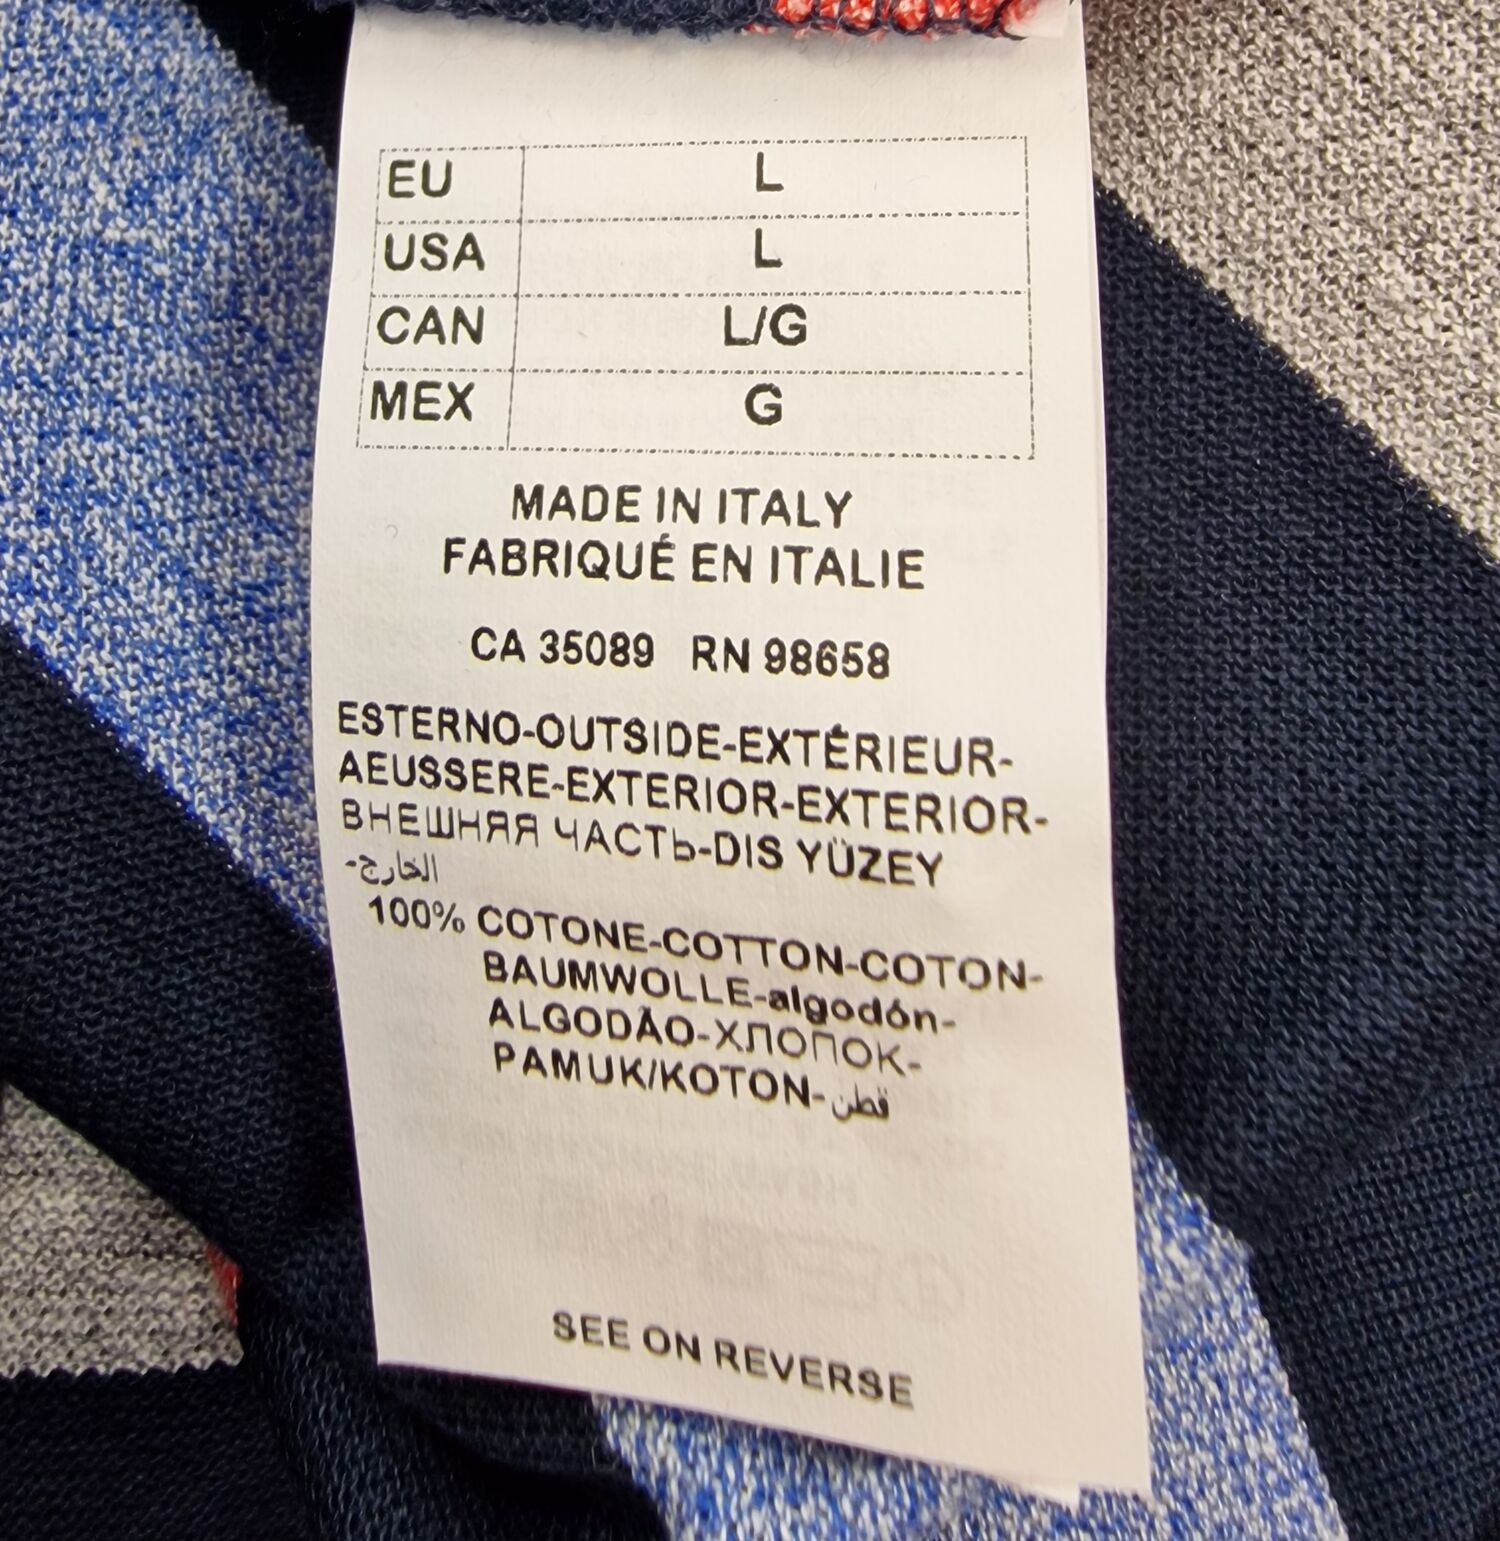 EU L
USA L
CAN L/G
MEX G
MADE IN ITALY
FABRIQUÉ EN ITALIE
CA 35089 RN 98658
ESTERNO-OUTSIDE-EXTÉRIEUR-
AEUSSERE-EXTERIOR-EXTERIOR-
ВНЕШНЯЯ ЧАСТЬ-DIS YÜZEY
الخارج-
100% COTONE-COTTON-COTON-
BAUMWOLLE-algodón-
ALGODÃO-ХЛОПОК-
PAMUK/KOTON-قطن
SEE ON REVERSE